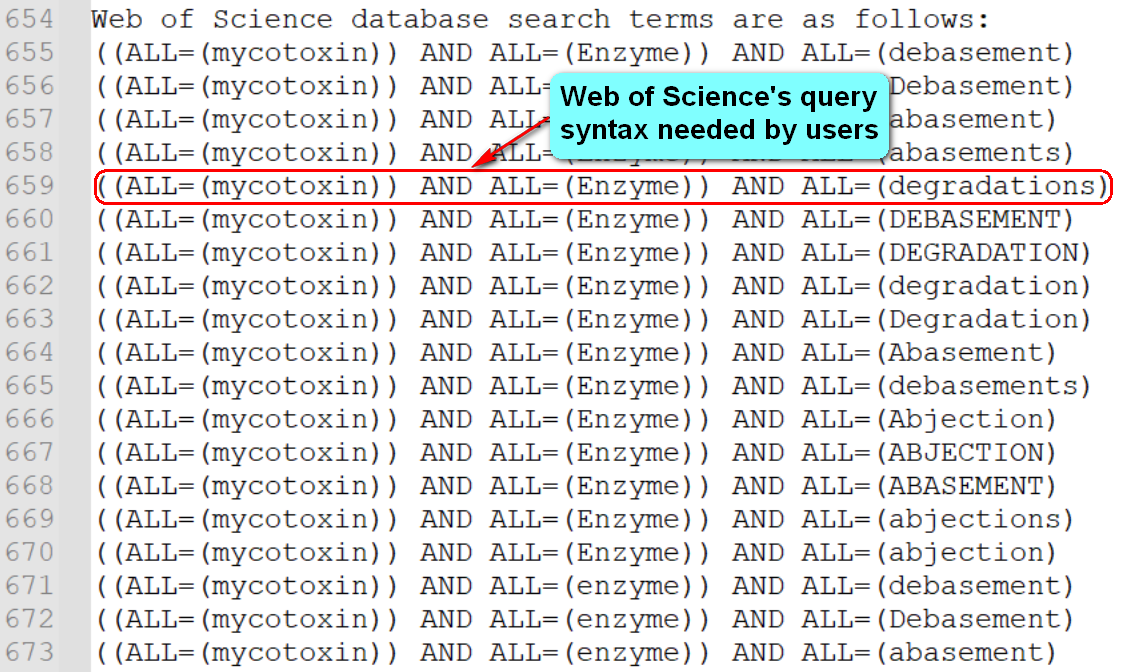 654 Web of Science database search terms are as follows:
655 ((ALL=(mycotoxin)) AND ALL=(Enzyme)) AND ALL=(debasement)
656 ((ALL=(mycotoxin)) AND ALL= Debasement)
657 ((ALL=(mycotoxin)) AND ALL= abasement)
658 ((ALL=(mycotoxin)) AND ALL=(Enzyme)) AND ALL=(abasements)
659 ((ALL=(mycotoxin)) AND ALL=(Enzyme)) AND ALL=(degradations)
660 ((ALL=(mycotoxin)) AND ALL=(Enzyme)) AND ALL=(DEBASEMENT)
661 ((ALL=(mycotoxin)) AND ALL=(Enzyme)) AND ALL=(DEGRADATION)
662 ((ALL=(mycotoxin)) AND ALL=(Enzyme)) AND ALL=(degradation)
663 ((ALL=(mycotoxin)) AND ALL=(Enzyme)) AND ALL=(Degradation)
664 ((ALL=(mycotoxin)) AND ALL=(Enzyme)) AND ALL=(Abasement)
665 ((ALL=(mycotoxin)) AND ALL=(Enzyme)) AND ALL=(debasements)
666 ((ALL=(mycotoxin)) AND ALL=(Enzyme)) AND ALL=(Abjection)
667 ((ALL=(mycotoxin)) AND ALL=(Enzyme)) AND ALL=(ABJECTION)
668 ((ALL=(mycotoxin)) AND ALL=(Enzyme)) AND ALL=(ABASEMENT)
669 ((ALL=(mycotoxin)) AND ALL=(Enzyme)) AND ALL=(abjections)
670 ((ALL=(mycotoxin)) AND ALL=(Enzyme)) AND ALL=(abjection)
671 ((ALL=(mycotoxin)) AND ALL=(enzyme)) AND ALL=(debasement)
672 ((ALL=(mycotoxin)) AND ALL=(enzyme)) AND ALL=(Debasement)
673 ((ALL=(mycotoxin)) AND ALL=(enzyme)) AND ALL=(abasement)
Web of Science's query
syntax needed by users